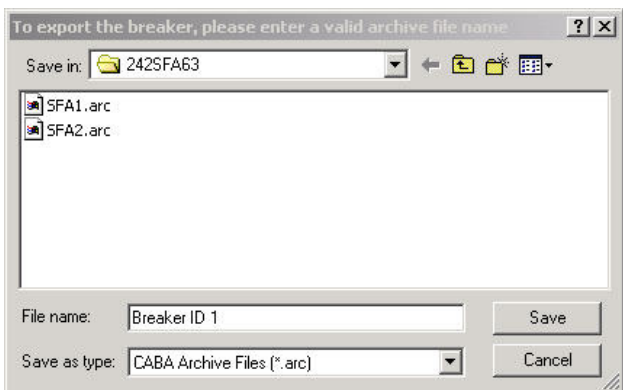 To export the breaker, please enter a valid archive file name
Save in: 242SFA63
SFA1.arc
SFA2.arc
File name: Breaker ID 1 Save
Save as type: CABA Archive Files (*.arc) Cancel